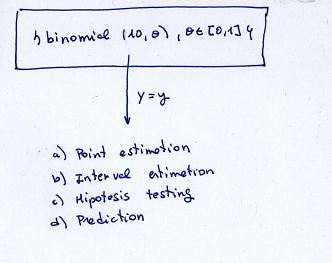 { binomial (10, θ), θ ∈ [0,1] }
Y = y
a) Point estimation
b) Interval estimation
c) Hipotesis testing
d) Prediction